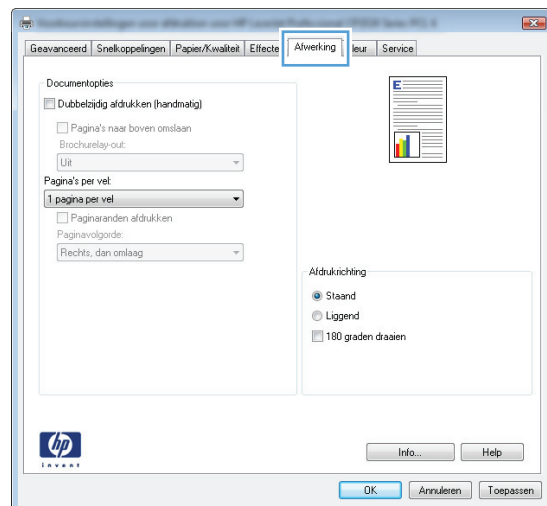 Geavanceerd Snelkoppelingen Papier/Kwaliteit Effecte Afwerking leur Service
Documentopties
Dubbelzijdig afdrukken (handmatig)
Pagina's naar boven omslaan
Brochurelay-out:
Uit
Pagina's per vel:
1 pagina per vel
Paginaranden afdrukken
Paginavolgorde:
Rechts, dan omlaag
E
Afdrukrichting
Staand
Liggend
180 graden draaien
hp
invent
Info... Help
OK Annuleren Toepassen